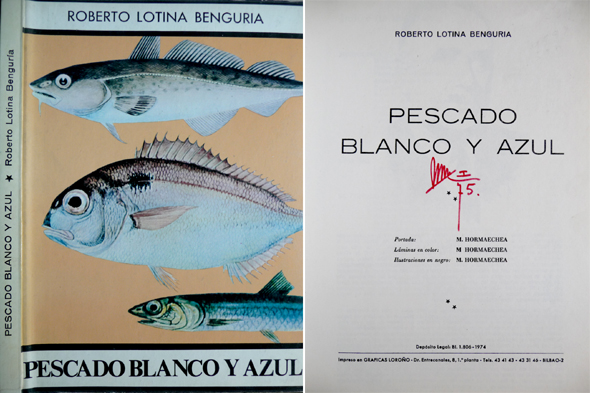 Roberto Lotina Benguría
★
PESCADO BLANCO Y AZUL
ROBERTO LOTINA BENGURIA
PESCADO BLANCO Y AZUL
ROBERTO LOTINA BENGURIA
PESCADO
BLANCO Y AZUL
I
75.
Portada: M. HORMAECHEA
Láminas en color: M HORMAECHEA
Ilustraciones en negro: M. HORMAECHEA
Depósito Legal: BI. 1.806-1974
Impreso en GRAFICAS LOROÑO - Dr. Entrecanales, 8, 1.ª planta - Tels. 43 41 43 - 43 31 46 - BILBAO-2